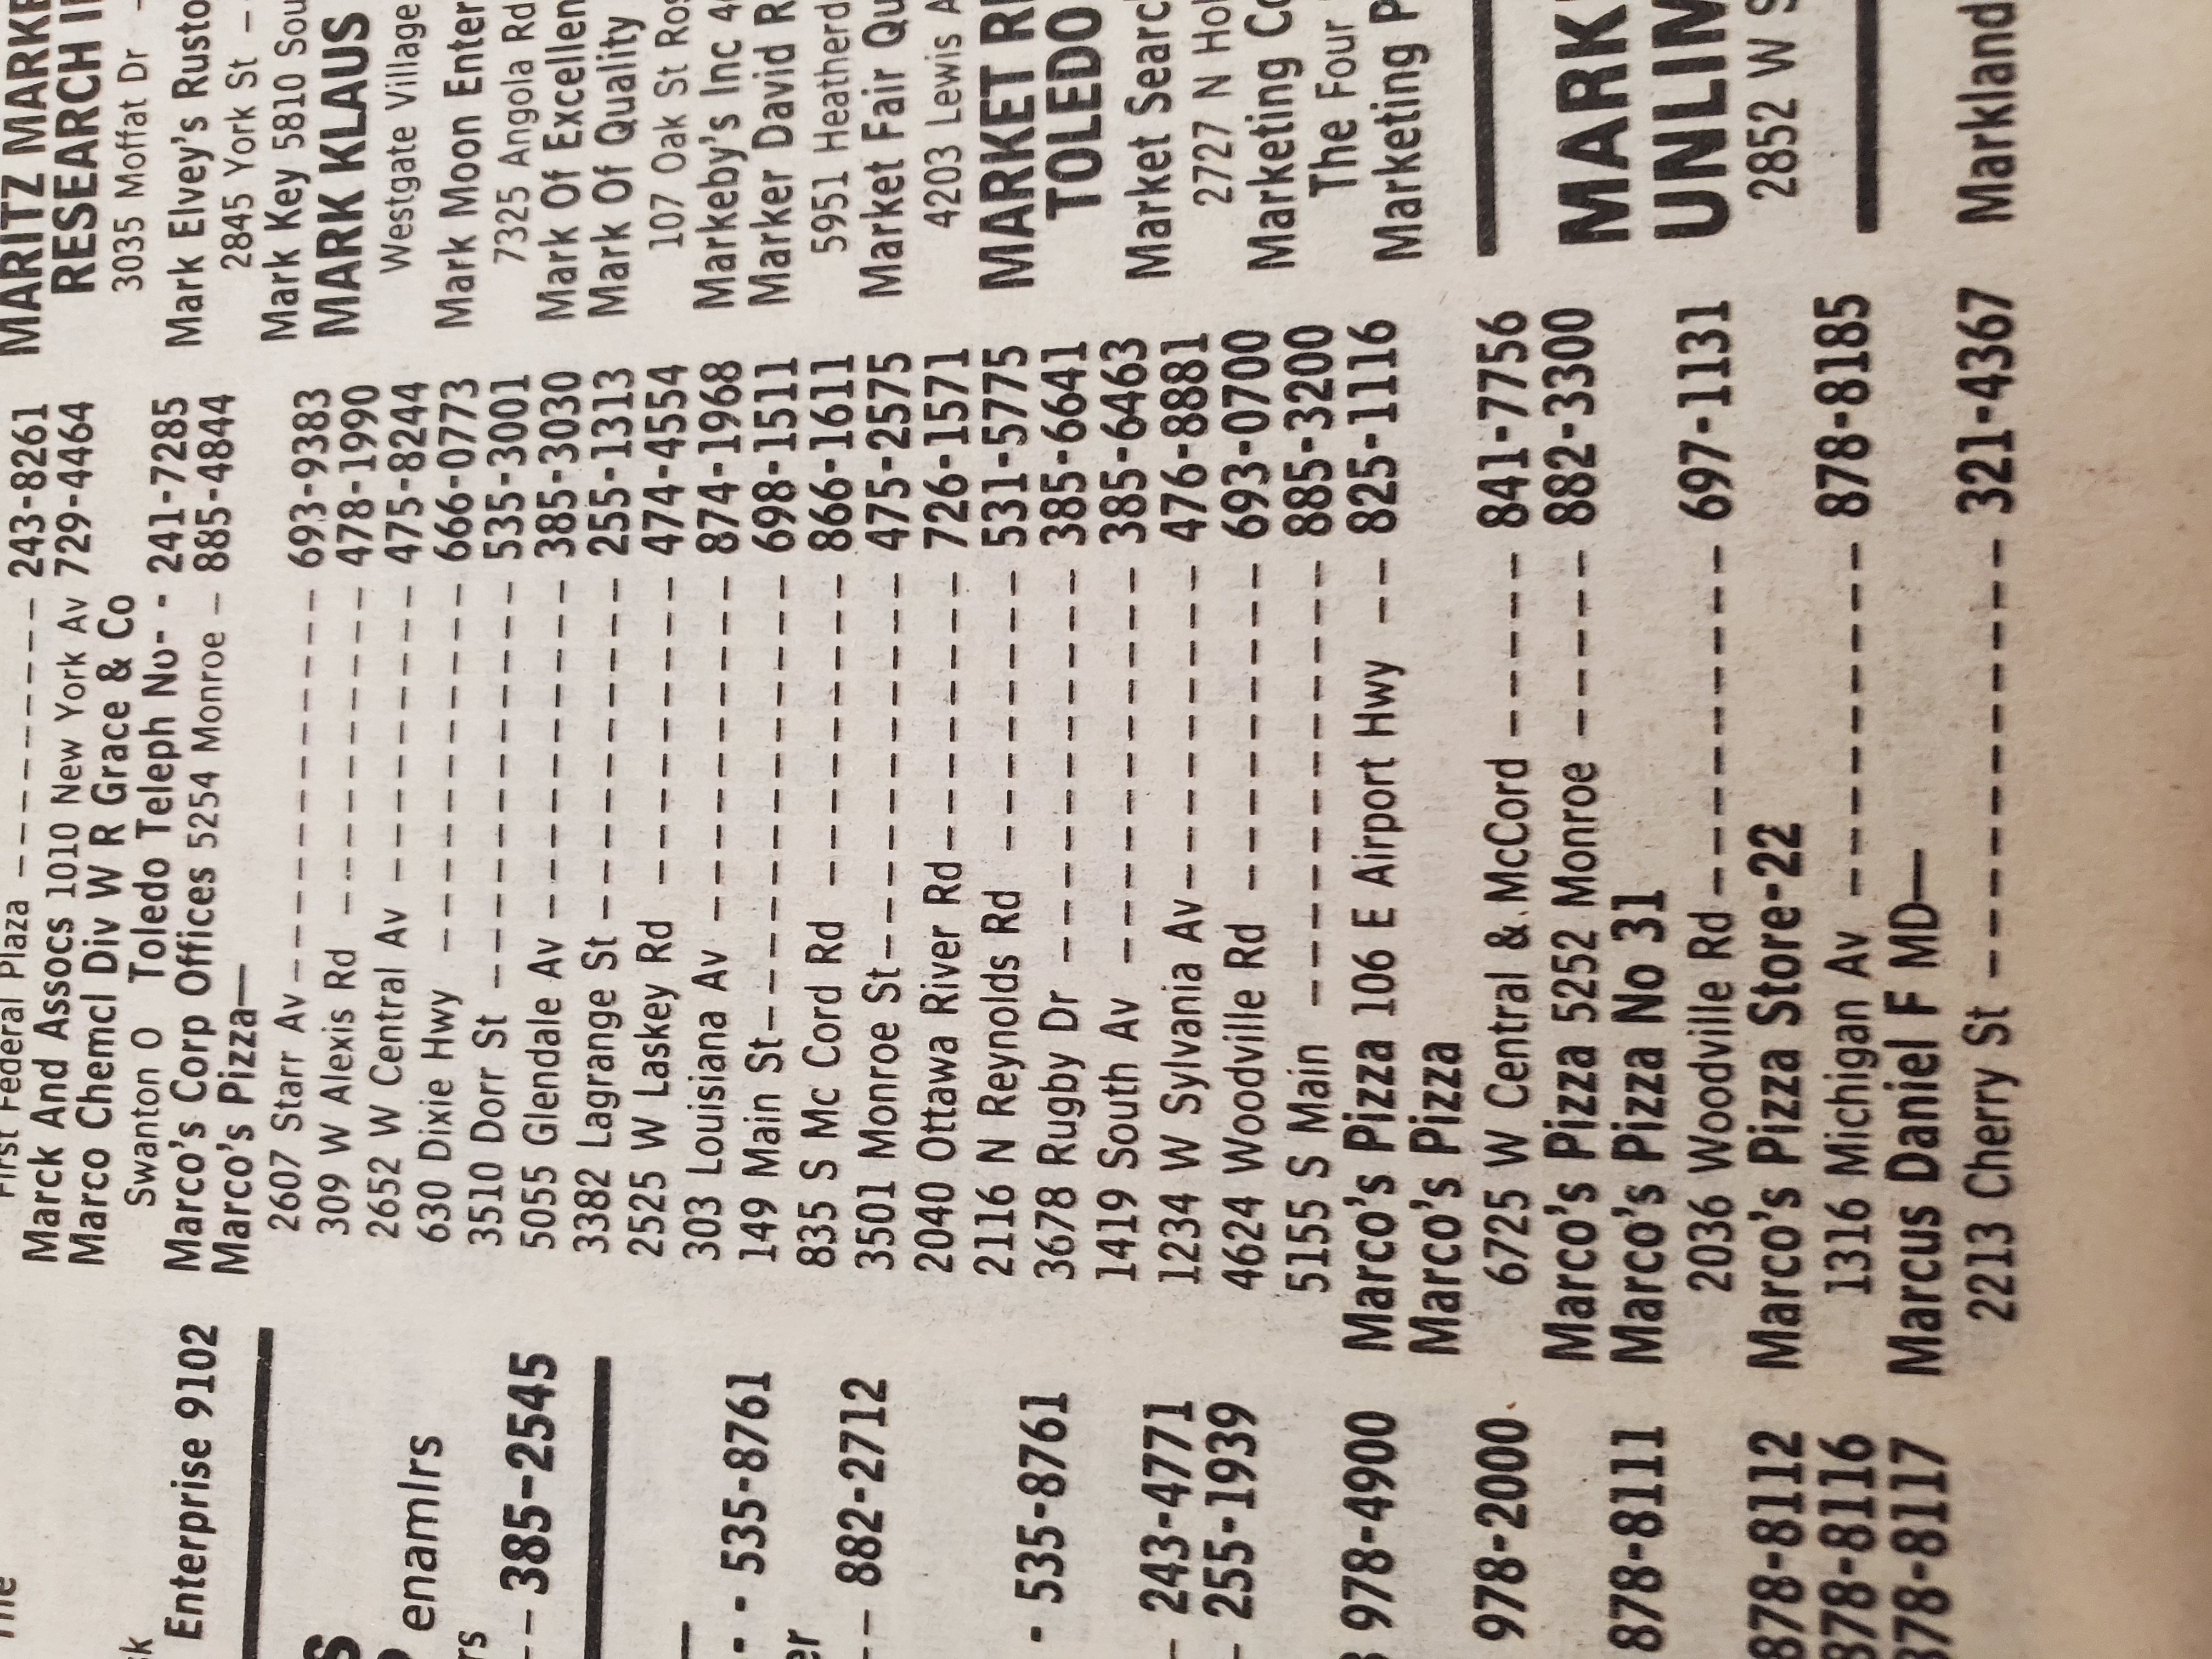 The
sk
Enterprise 9102
enamlrs
rs
-- 385-2545
- - 535-8761
er
-- 882-2712
- 535-8761
- 243-4771
- 255-1939
978-4900
978-2000
878-8111
878-8112
878-8116
878-8117
First Federal Plaza ---------- 243-8261
Marck And Assocs 1010 New York Av 729-4464
Marco Chemcl Div W R Grace & Co
Swanton O Toledo Teleph No- - 241-7285
Marco's Corp Offices 5254 Monroe - 885-4844
Marco's Pizza—
2607 Starr Av --------------- 693-9383
309 W Alexis Rd ------------- 478-1990
2652 W Central Av ------------ 475-8244
630 Dixie Hwy -------------- 666-0773
3510 Dorr St --------------- 535-3001
5055 Glendale Av ------------ 385-3030
3382 Lagrange St ------------ 255-1313
2525 W Laskey Rd ----------- 474-4554
303 Louisiana Av ------------ 874-1968
149 Main St --------------- 698-1511
835 S Mc Cord Rd ----------- 866-1611
3501 Monroe St ------------- 475-2575
2040 Ottawa River Rd ---------- 726-1571
2116 N Reynolds Rd ---------- 531-5775
3678 Rugby Dr ------------- 385-6641
1419 South Av ------------- 385-6463
1234 W Sylvania Av ----------- 476-8881
4624 Woodville Rd ----------- 693-0700
5155 S Main -------------- 885-3200
Marco's Pizza 106 E Airport Hwy -- 825-1116
Marco's Pizza
6725 W Central & McCord ------ 841-7756
Marco's Pizza 5252 Monroe ------ 882-3300
Marco's Pizza No 31
2036 Woodville Rd ---------- 697-1131
Marco's Pizza Store-22
1316 Michigan Av ---------- 878-8185
Marcus Daniel F MD—
2213 Cherry St ------------ 321-4367
MARITZ MARKE
RESEARCH I
3035 Moffat Dr -
Mark Elvey's Rusto
2845 York St -
Mark Key 5810 Sou
MARK KLAUS
Westgate Village
Mark Moon Enter
7325 Angola Rd
Mark Of Excellen
Mark Of Quality
107 Oak St Ros
Markeby's Inc 4
Marker David R
5951 Heatherd
Market Fair Qu
4203 Lewis A
MARKET R
TOLEDO
Market Searc
2727 N Hol
Marketing Co
The Four
Marketing P
MARK
UNLIM
2852 W S
Markland